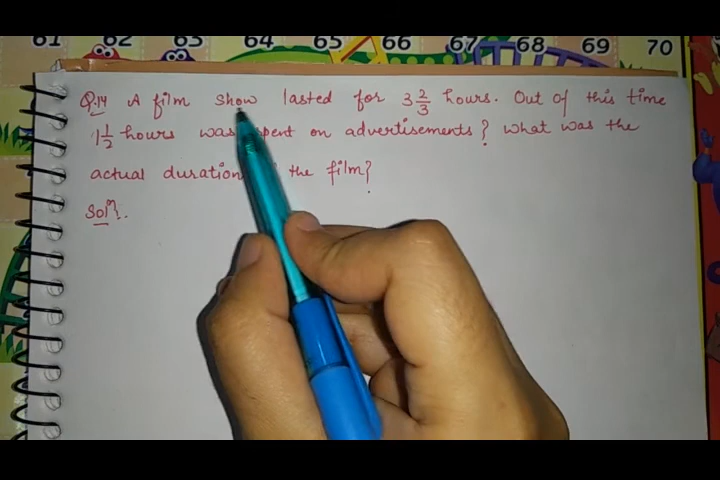 61 63 64 65 66 67 68 69 70
Q.14 A film show lasted for 3 2/3 hours. Out of this time
1 1/2 hours was spent on advertisements? What was the
actual duration the film?
Solⁿ:.